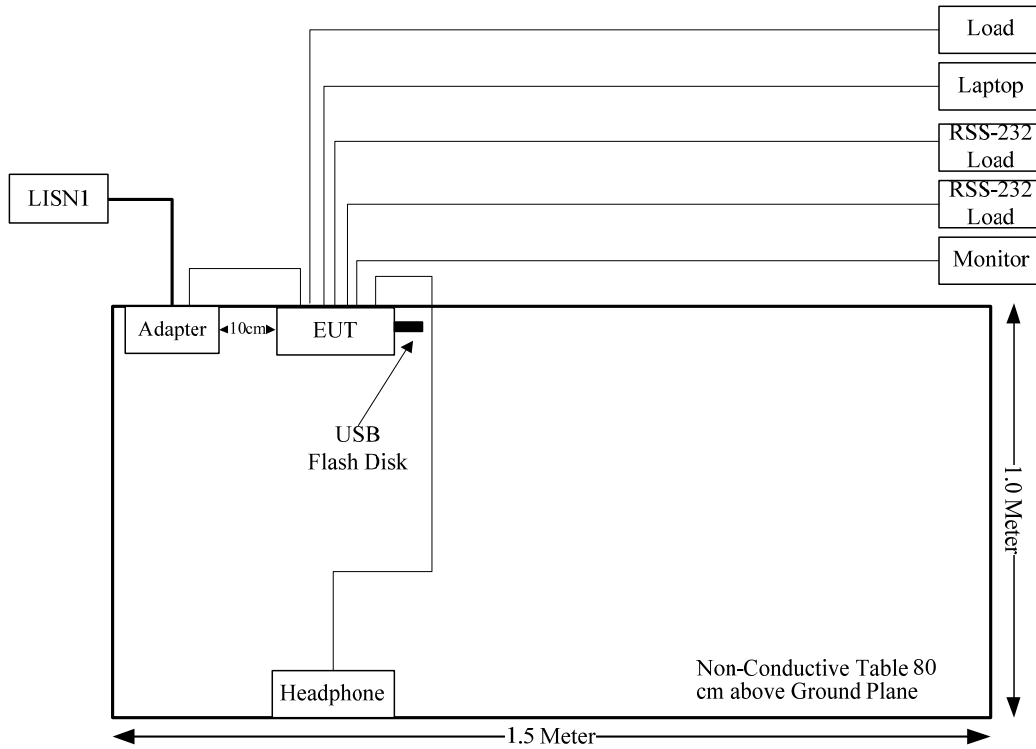 Load
Laptop
RSS-232
Load
RSS-232
Load
LISN1
Monitor
Adapter
10cm
EUT
USB
Flash Disk
1.0 Meter
Non-Conductive Table 80
cm above Ground Plane
Headphone
1.5 Meter